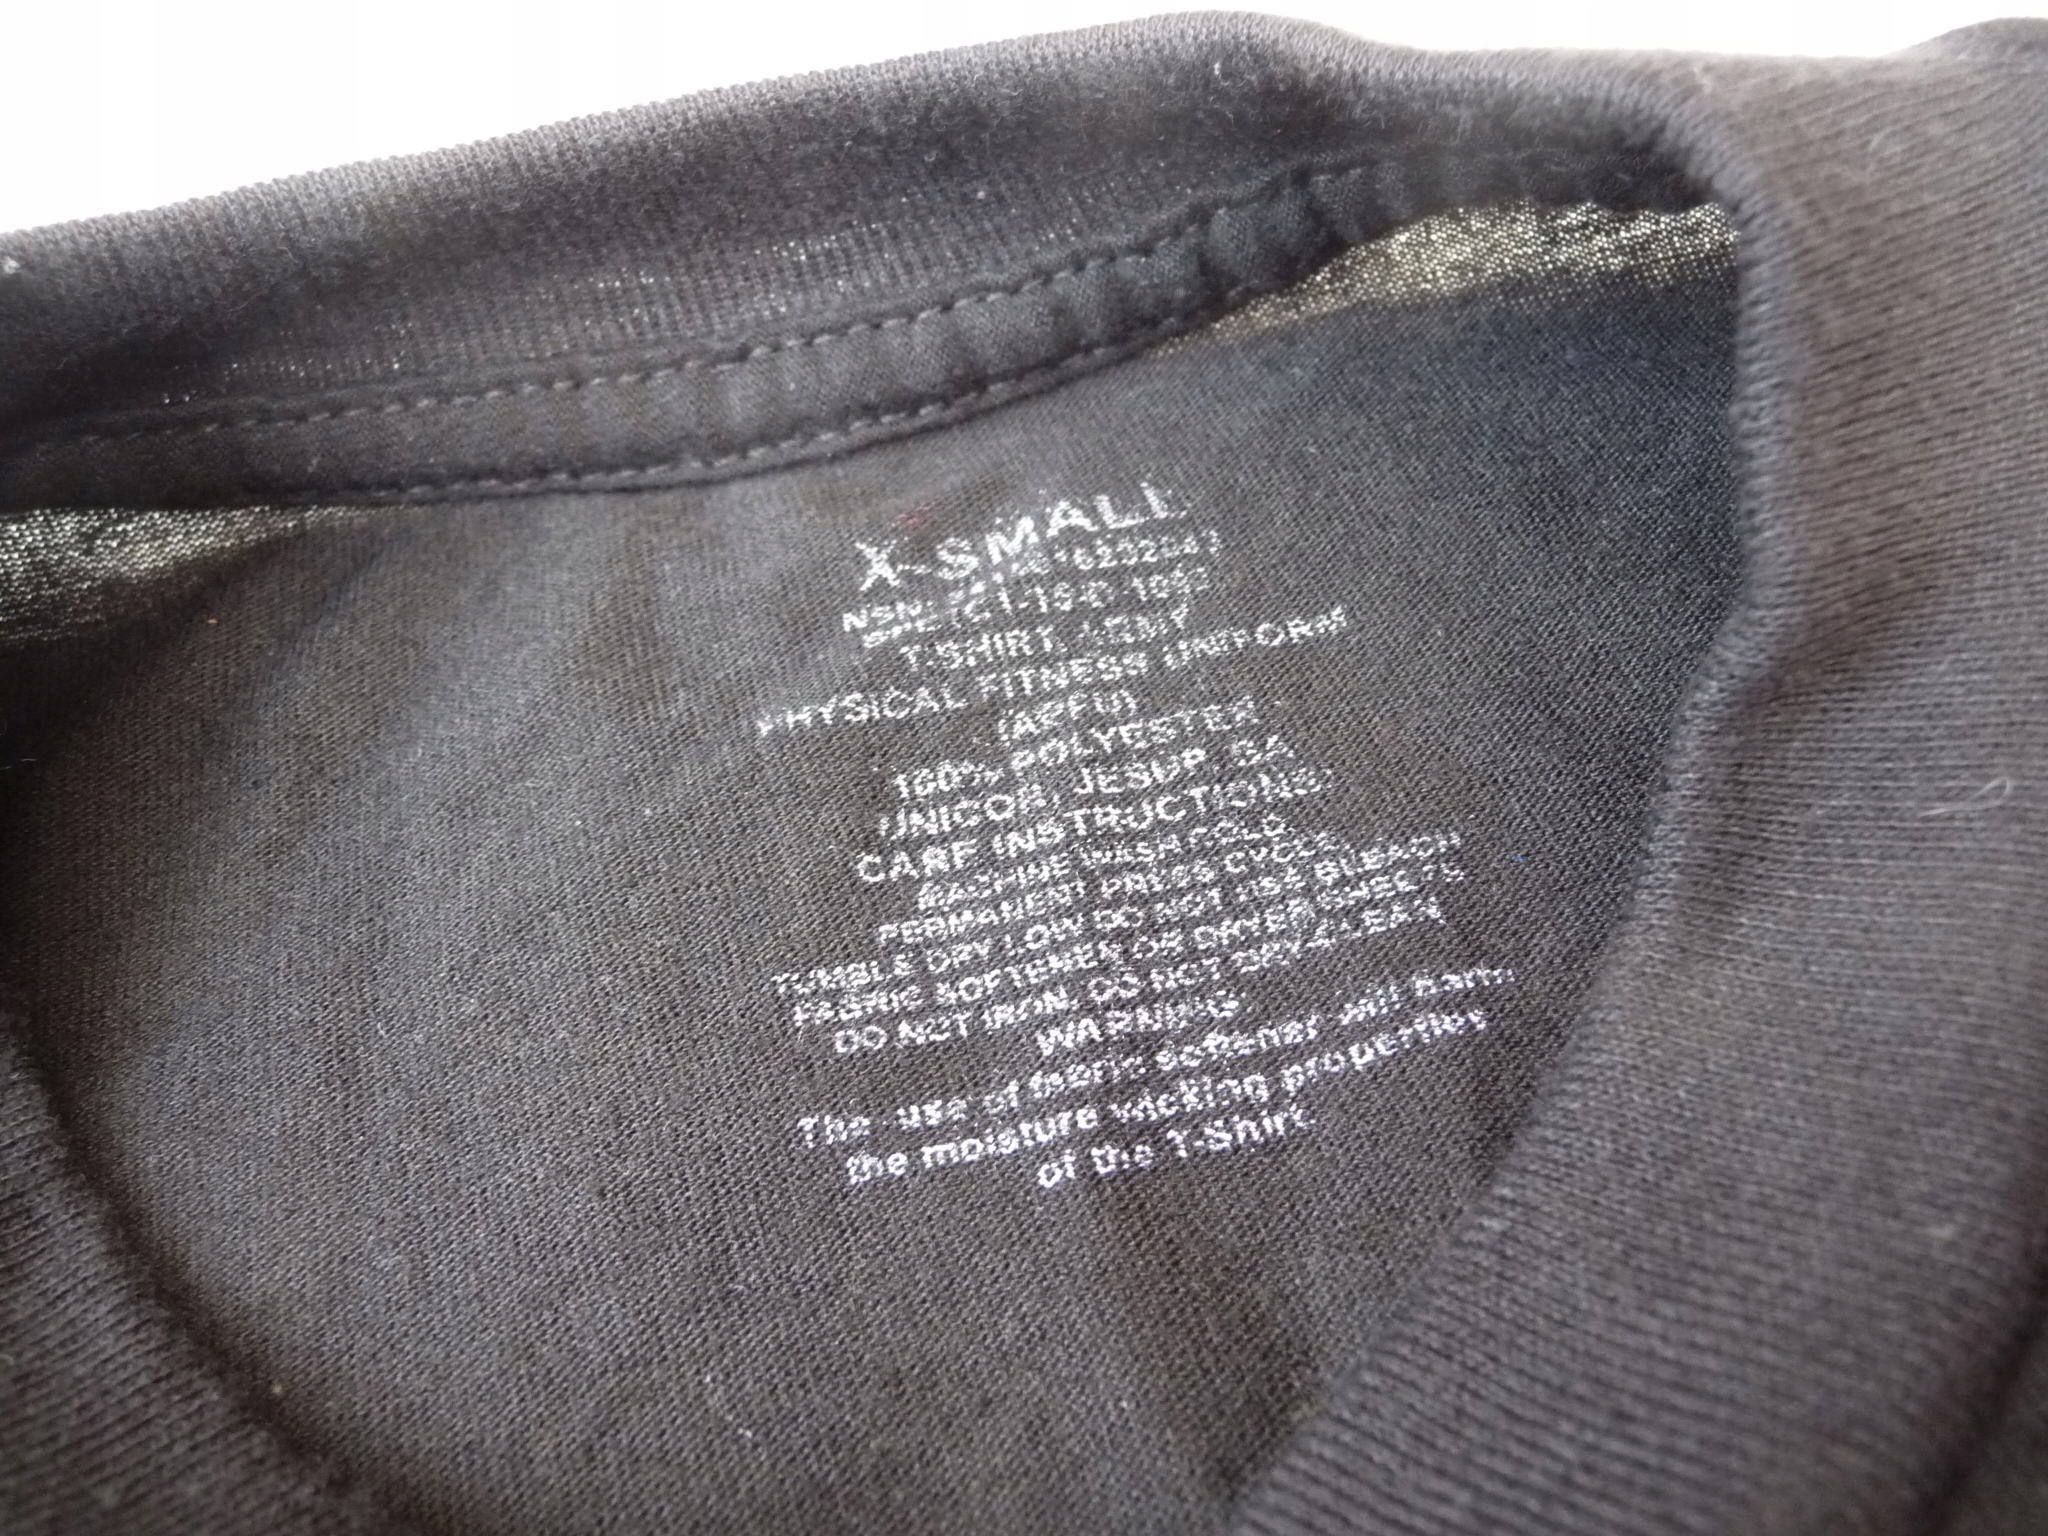 X-SMALL
NSN:
T-SHIRT, ARMY
PHYSICAL FITNESS UNIFORM
(APFU)
100% POLYESTER
UNICOR, JESUP, GA
CARE INSTRUCTIONS:
MACHINE WASH COLD,
PERMANENT PRESS CYCLE,
TUMBLE DRY LOW DO NOT USE BLEACH
FABRIC SOFTENER OR DRYER SHEETS
DO NOT IRON. DO NOT DRY-CLEAN
WARNING
The use of fabric softener will harm
the moisture wicking properties
of the T-Shirt.